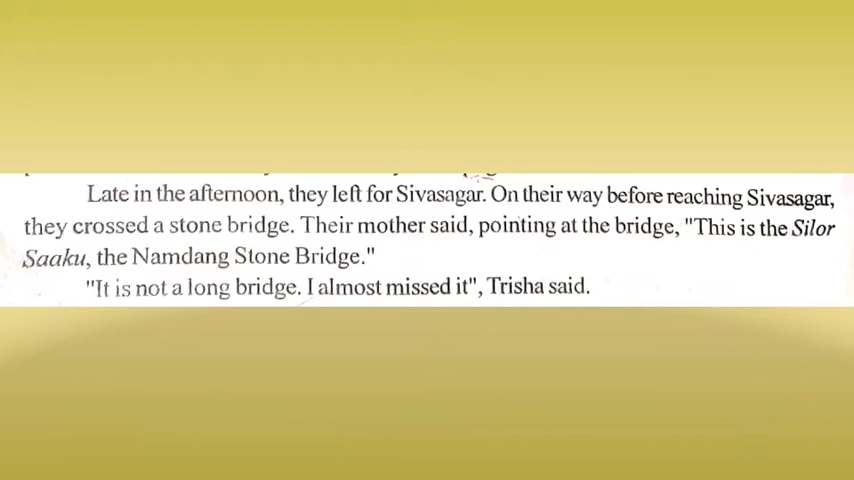 Late in the afternoon, they left for Sivasagar. On their way before reaching Sivasagar,
they crossed a stone bridge. Their mother said, pointing at the bridge, "This is the Silor
Saaku, the Namdang Stone Bridge."
"It is not a long bridge. I almost missed it", Trisha said.